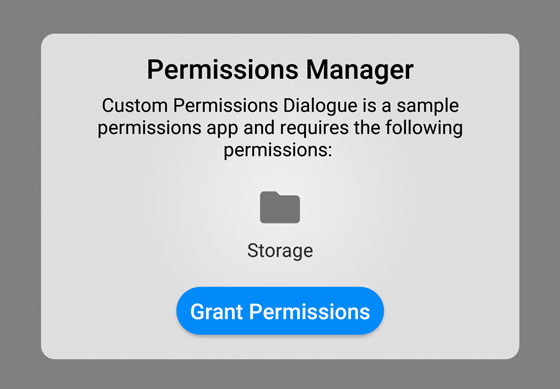 Permissions Manager
Custom Permissions Dialogue is a sample
permissions app and requires the following
permissions:
Storage
Grant Permissions